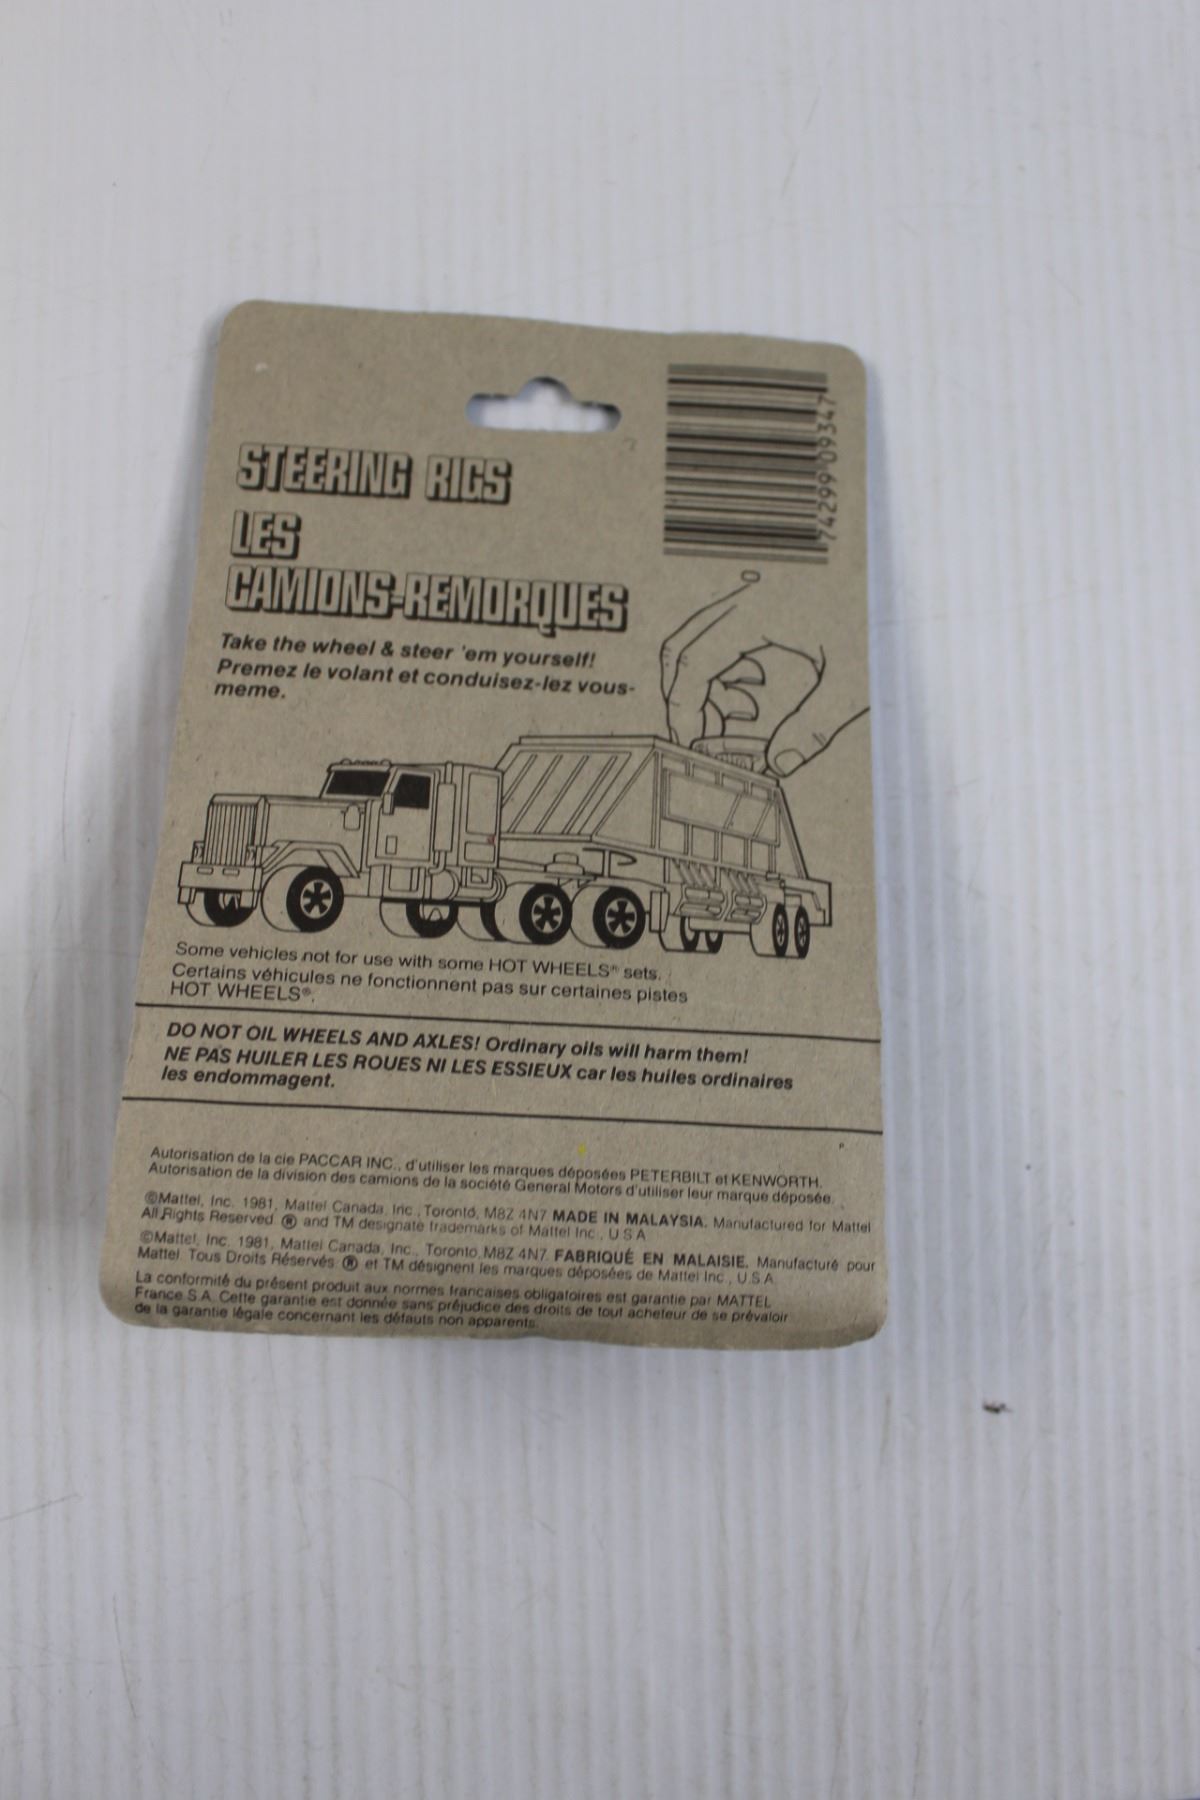 STEERING RIGS
LES
CAMIONS-REMORQUES
Take the wheel & steer 'em yourself!
Premez le volant et conduisez-lez vous-
meme.
0
74299 09347
Some vehicles not for use with some HOT WHEELS® sets.
Certains véhicules ne fonctionnent pas sur certaines pistes
HOT WHEELS®.
DO NOT OIL WHEELS AND AXLES! Ordinary oils will harm them!
NE PAS HUILER LES ROUES NI LES ESSIEUX car les huiles ordinaires
les endommagent.
P
Autorisation de la cie PACCAR INC., d'utiliser les marques déposées PETERBILT et KENWORTH.
Autorisation de la division des camions de la société General Motors d'utiliser leur marque déposée.
©Mattel, Inc. 1981, Mattel Canada, Inc., Toronto, M8Z 4N7 MADE IN MALAYSIA. Manufactured for Mattel
All Rights Reserved. ® and TM designate trademarks of Mattel Inc., U.S.A.
©Mattel, Inc. 1981, Mattel Canada, Inc., Toronto, M8Z 4N7. FABRIQUÉ EN MALAISIE. Manufacturé pour
Mattel. Tous Droits Réservés. ® et TM désignent les marques déposées de Mattel Inc., U.S.A.
La conformité du présent produit aux normes francaises obligatoires est garantie par MATTEL
France S.A. Cette garantie est donnée sans préjudice des droits de tout acheteur de se prévaloir
de la garantie légale concernant les défauts non apparents.